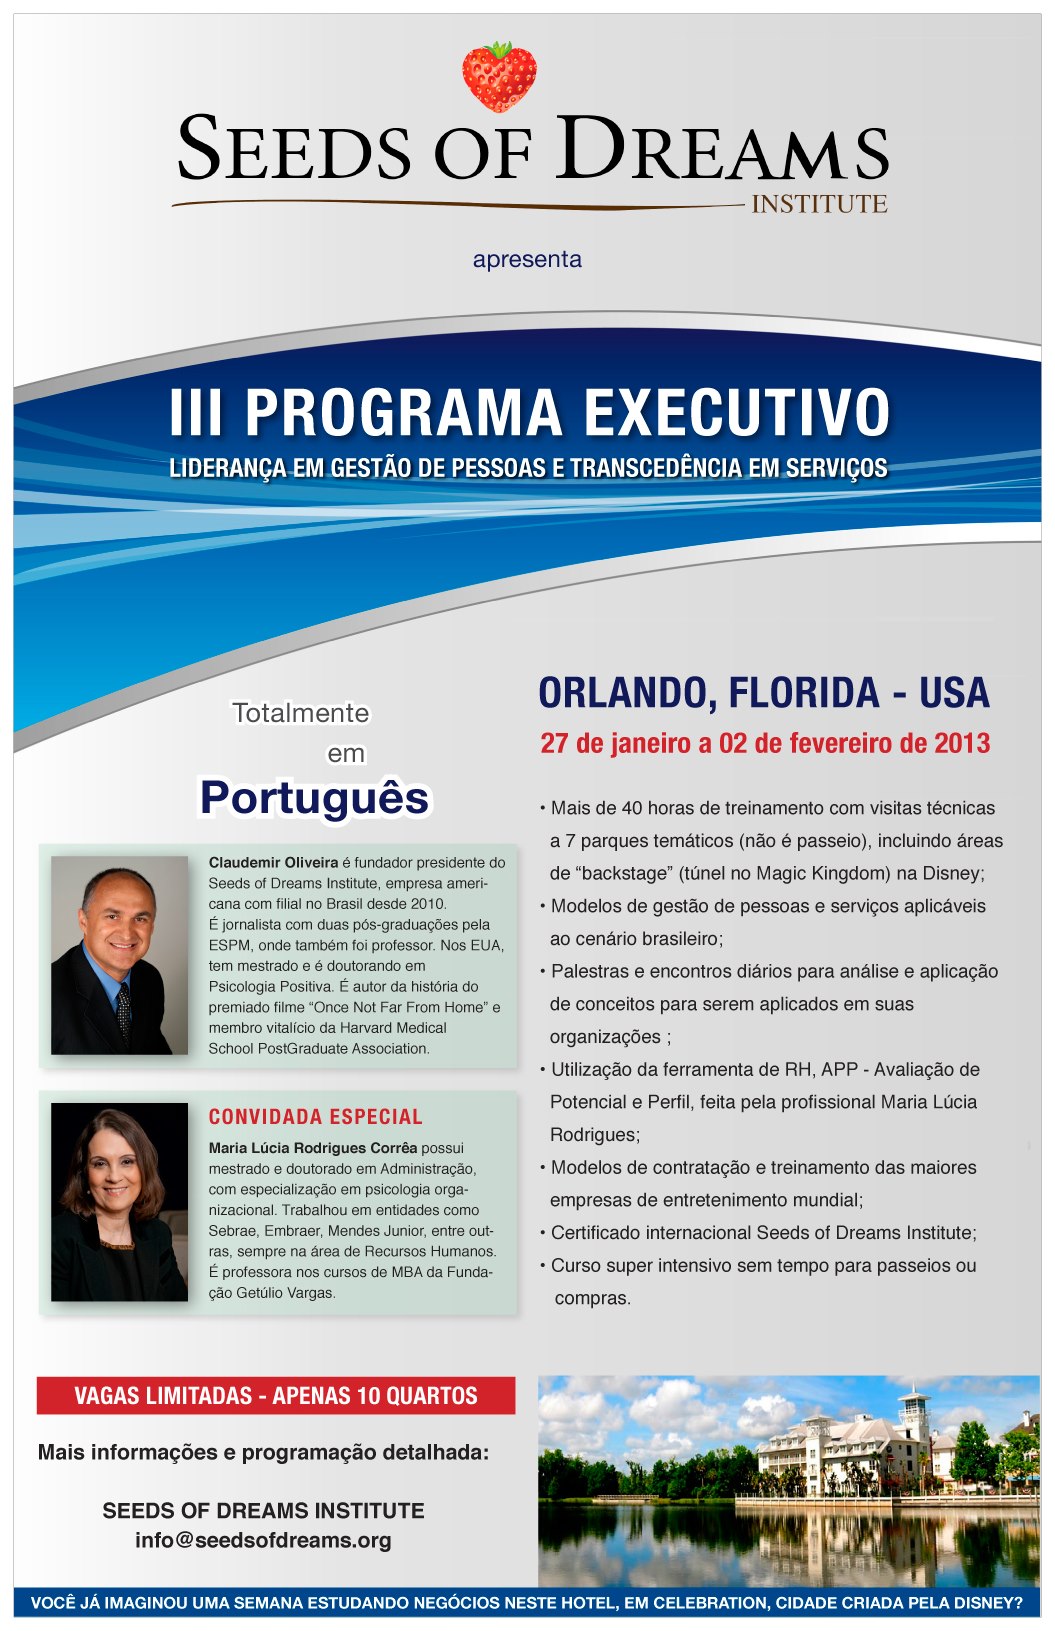 SEEDS OF DREAMS
INSTITUTE
apresenta
III PROGRAMA EXECUTIVO
LIDERANÇA EM GESTÃO DE PESSOAS E TRANSCEDÊNCIA EM SERVIÇOS
Totalmente
em
Português
Claudemir Oliveira é fundador presidente do
Seeds of Dreams Institute, empresa ameri-
cana com filial no Brasil desde 2010.
É jornalista com duas pós-graduações pela
ESPM, onde também foi professor. Nos EUA,
tem mestrado e é doutorando em
Psicologia Positiva. É autor da história do
premiado filme “Once Not Far From Home” e
membro vitalício da Harvard Medical
School PostGraduate Association.
CONVIDADA ESPECIAL
Maria Lúcia Rodrigues Corrêa possui
mestrado e doutorado em Administração,
com especialização em psicologia orga-
nizacional. Trabalhou em entidades como
Sebrae, Embraer, Mendes Junior, entre out-
ras, sempre na área de Recursos Humanos.
É professora nos cursos de MBA da Funda-
ção Getúlio Vargas.
ORLANDO, FLORIDA - USA
27 de janeiro a 02 de fevereiro de 2013
• Mais de 40 horas de treinamento com visitas técnicas
a 7 parques temáticos (não é passeio), incluindo áreas
de “backstage” (túnel no Magic Kingdom) na Disney;
• Modelos de gestão de pessoas e serviços aplicáveis
ao cenário brasileiro;
• Palestras e encontros diários para análise e aplicação
de conceitos para serem aplicados em suas
organizações ;
• Utilização da ferramenta de RH, APP - Avaliação de
Potencial e Perfil, feita pela profissional Maria Lúcia
Rodrigues;
• Modelos de contratação e treinamento das maiores
empresas de entretenimento mundial;
• Certificado internacional Seeds of Dreams Institute;
• Curso super intensivo sem tempo para passeios ou
compras.
VAGAS LIMITADAS - APENAS 10 QUARTOS
Mais informações e programação detalhada:
SEEDS OF DREAMS INSTITUTE
info@seedsofdreams.org
VOCÊ JÁ IMAGINOU UMA SEMANA ESTUDANDO NEGÓCIOS NESTE HOTEL, EM CELEBRATION, CIDADE CRIADA PELA DISNEY?